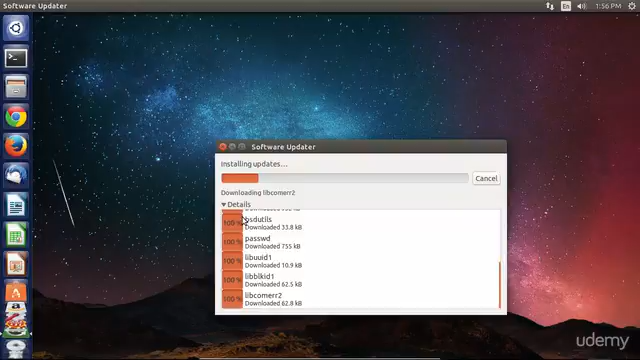 Software Updater
En
1:56 PM
Software Updater
Installing updates...
Cancel
Downloading libcomerr2
Details
100 %
bsdutils
Downloaded 33.8 kB
100 %
passwd
Downloaded 755 kB
100 %
libuuid1
Downloaded 10.9 kB
100 %
libblkid1
Downloaded 62.5 kB
100 %
libcomerr2
Downloaded 62.8 kB
udemy